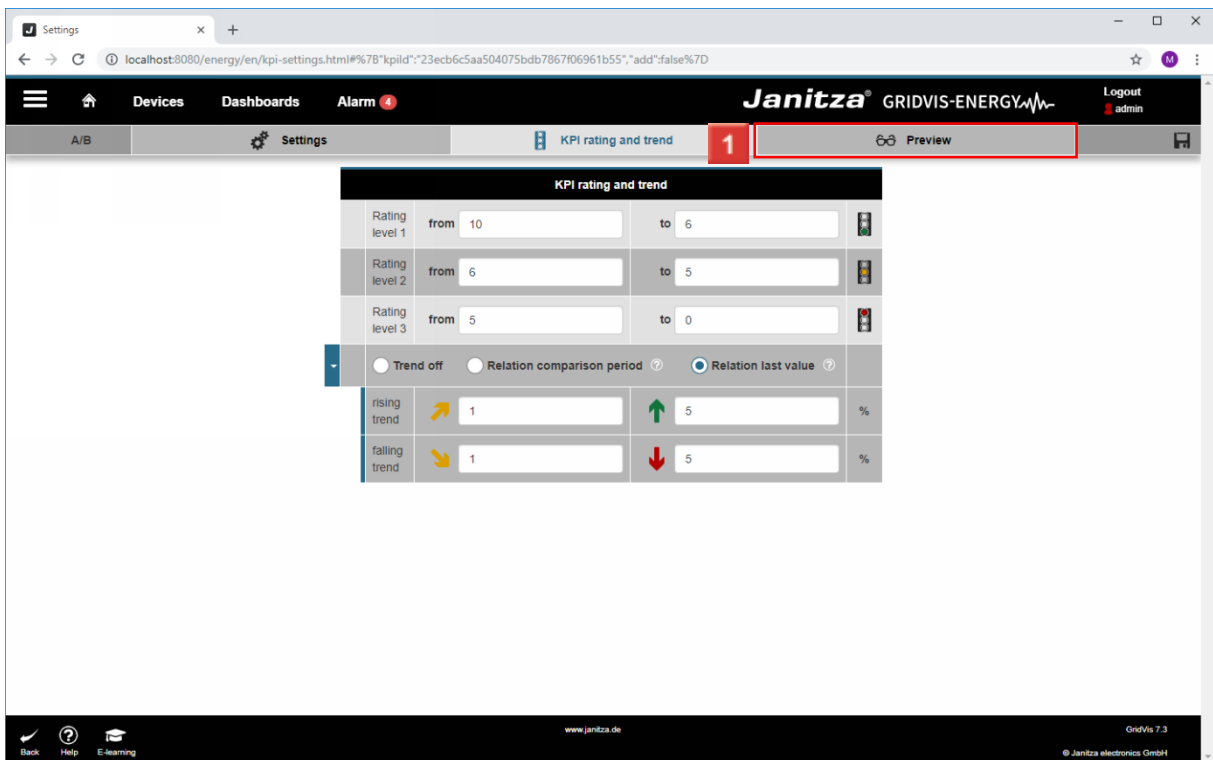 Settings
localhost:8080/energy/en/kpi-settings.html#%7B"kpiId":"23ecb6c5aa504075bdb7867f06961b55","add":false%7D
M
Devices Dashboards Alarm 4 Janitza® GRIDVIS-ENERGY Logout
admin
A/B Settings KPI rating and trend 1 Preview
KPI rating and trend
Rating level 1 from 10 to 6
Rating level 2 from 6 to 5
Rating level 3 from 5 to 0
Trend off Relation comparison period ? Relation last value ?
rising trend 1 5 %
falling trend 1 5 %
Back Help E-learning
www.janitza.de
GridVis 7.3
© Janitza electronics GmbH